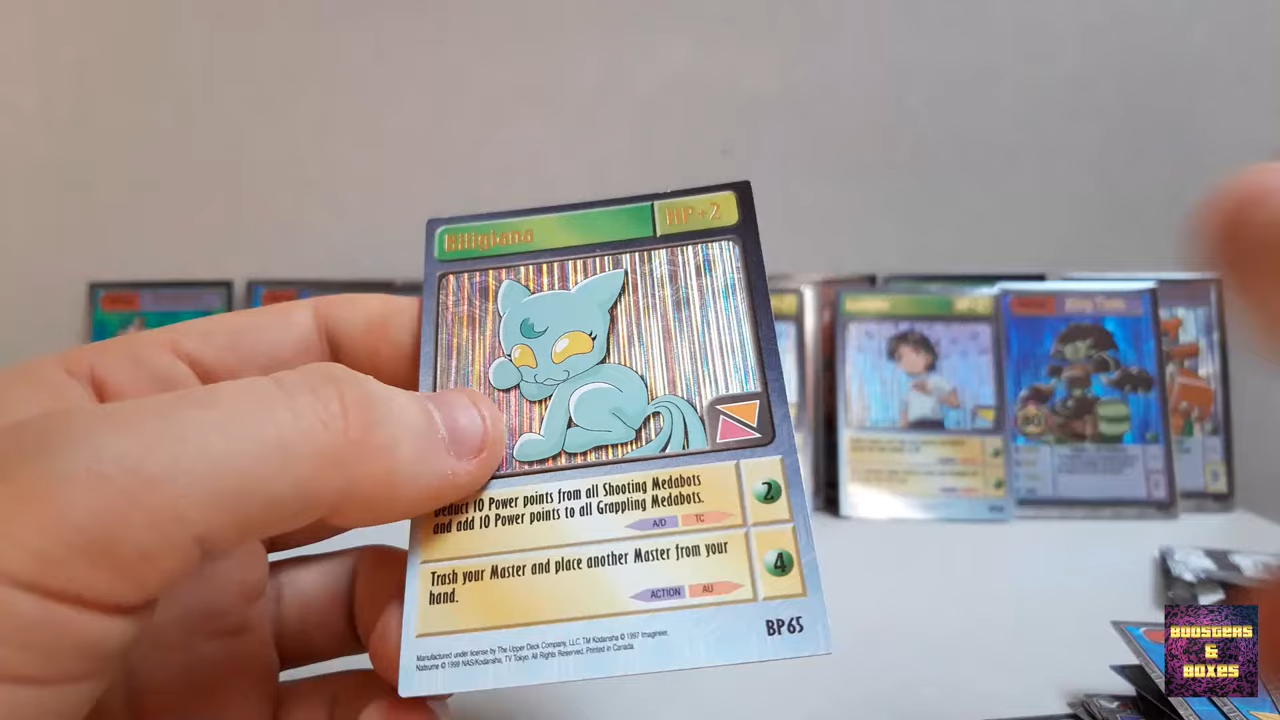 HP +2
Deduct 10 Power points from all Shooting Medabots
and add 10 Power points to all Grappling Medabots.
A/D TC
2
Trash your Master and place another Master from your
hand.
ACTION AU
4
Manufactured under license by The Upper Deck Company, LLC. TM Kodansha © 1997 Imagineer,
Natsume © 1999 NAS/Kodansha, TV Tokyo. All Rights Reserved. Printed in Canada.
BP65
BOOSTERS
&
BOXES